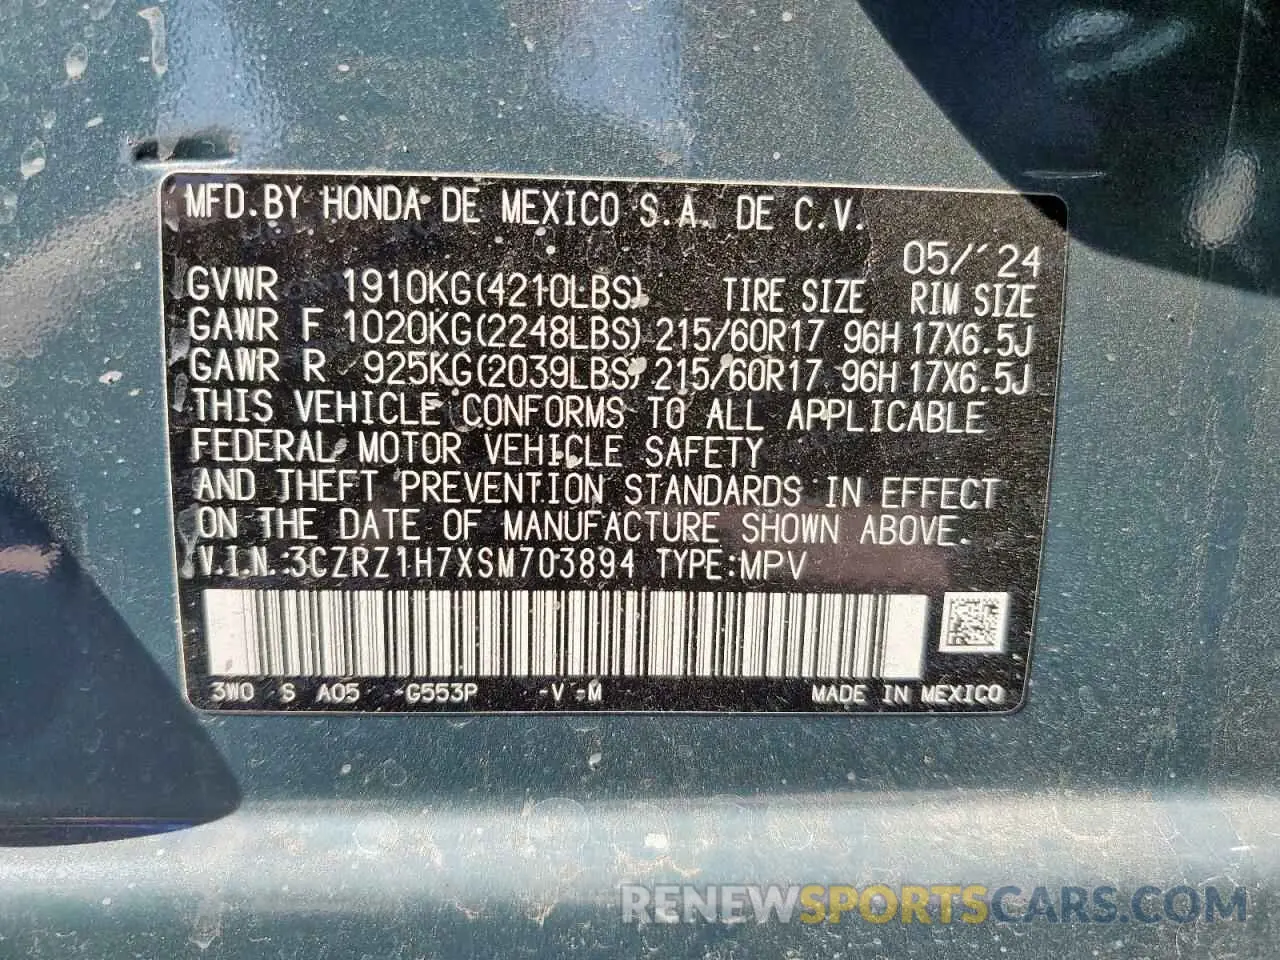 MFD.BY HONDA DE MEXICO S.A. DE C.V.
05/ 24
GVWR 1910KG(4210LBS) TIRE SIZE RIM SIZE
GAWR F 1020KG(2248LBS) 215/60R17 96H 17X6.5J
GAWR R 925KG(2039LBS) 215/60R17 96H 17X6.5J
THIS VEHICLE CONFORMS TO ALL APPLICABLE
FEDERAL MOTOR VEHICLE SAFETY
AND THEFT PREVENTION STANDARDS IN EFFECT
ON THE DATE OF MANUFACTURE SHOWN ABOVE.
V.I.N.:3CZRZ1H7XSM703894 TYPE:MPV
3W0 S A05 -G553P -V -M MADE IN MEXICO
RENEWSPORTSCARS.COM